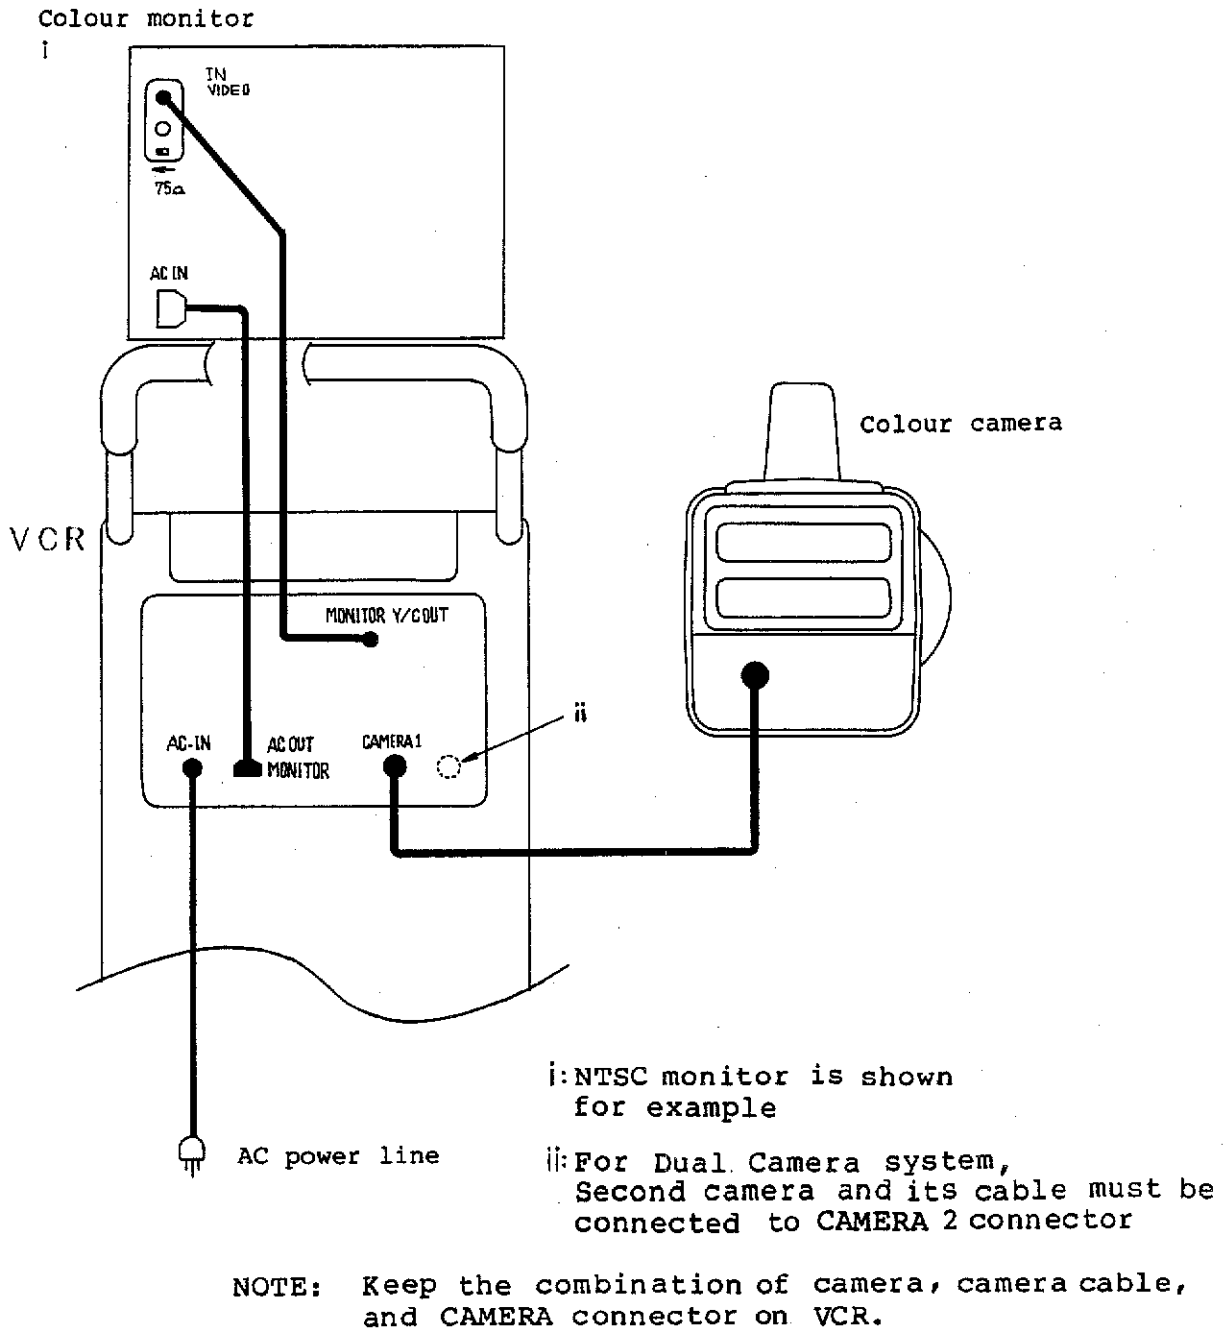 Colour monitor
i
IN
VIDEO
75Ω
AC IN
Colour camera
VCR
MONITOR Y/C OUT
ii
AC-IN
AC OUT
MONITOR
CAMERA 1
i: NTSC monitor is shown
for example
AC power line
ii: For Dual Camera system,
Second camera and its cable must be
connected to CAMERA 2 connector
NOTE: Keep the combination of camera, camera cable,
and CAMERA connector on VCR.